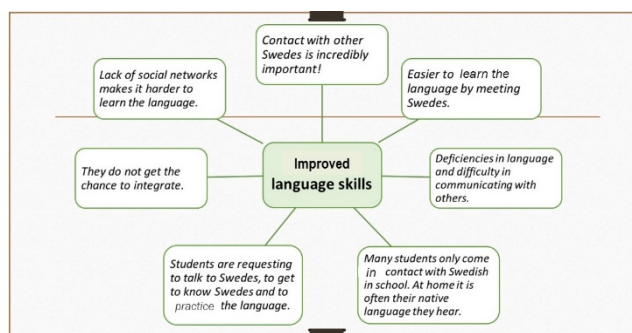 Contact with other
Swedes is incredibly
important!
Lack of social networks
makes it harder to
learn the language.
Easier to learn the
language by meeting
Swedes.
They do not get the
chance to integrate.
Improved
language skills
Deficiencies in language
and difficulty in
communicating with
others.
Students are requesting
to talk to Swedes, to get
to know Swedes and to
practice the language.
Many students only come
in contact with Swedish
in school. At home it is
often their native
language they hear.